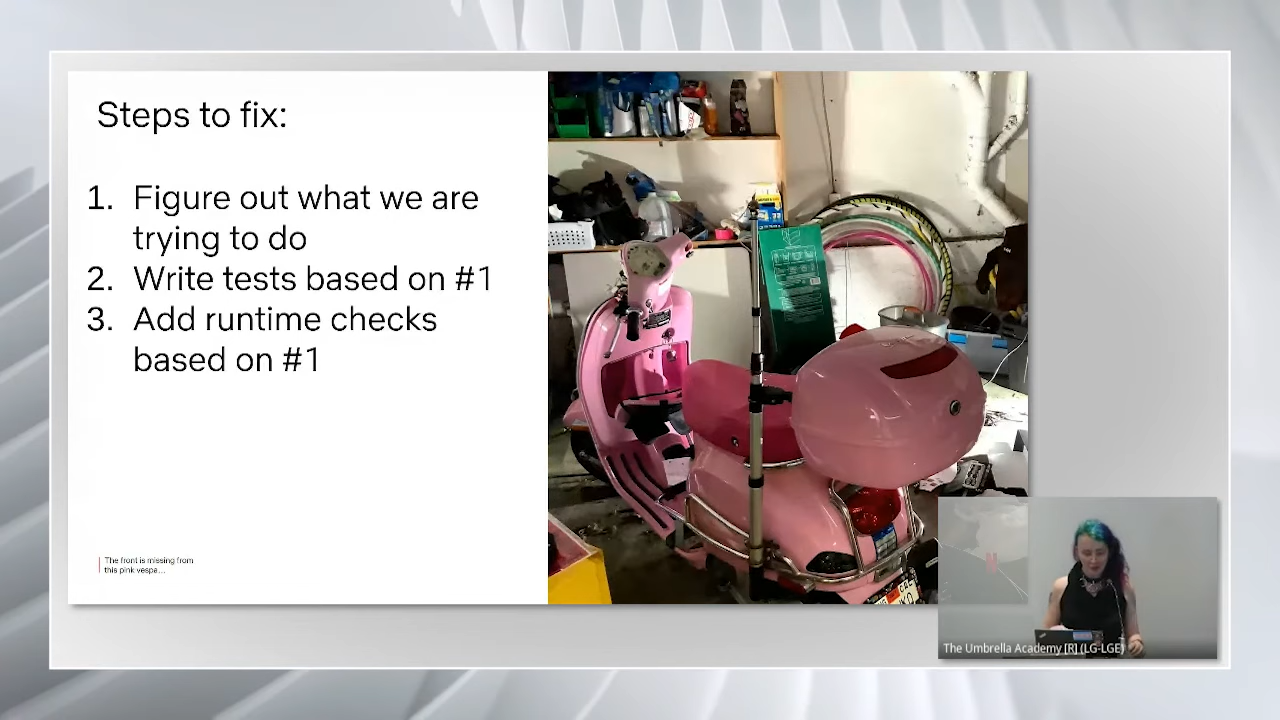 Steps to fix:
1. Figure out what we are
trying to do
2. Write tests based on #1
3. Add runtime checks
based on #1
The front is missing from
this pink vespa...
The Umbrella Academy [R] (LG-LGE)